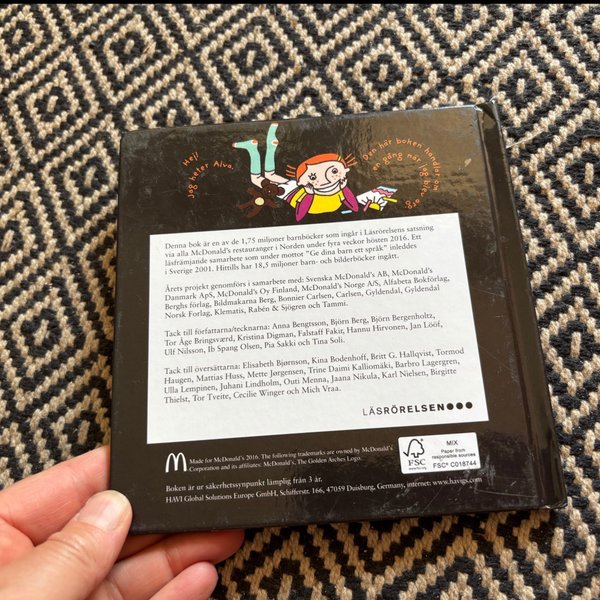 Hej!
Jag heter Alva.
Den här boken handlar om
en gång när jag blev arg
Denna bok är en av de 1,75 miljoner barnböcker som ingår i Läsrörelsens satsning
via alla McDonald's restauranger i Norden under fyra veckor hösten 2016. Ett
läsfrämjande samarbete som under mottot "Ge dina barn ett språk" inleddes
i Sverige 2001. Hittills har 18,5 miljoner barn- och bilderböcker ingått.
Årets projekt genomförs i samarbete med: Svenska McDonald's AB, McDonald's
Danmark ApS, McDonald's Oy Finland, McDonald's Norge A/S, Alfabeta Bokförlag,
Berghs förlag, Bildmakarna Berg, Bonnier Carlsen, Carlsen, Gyldendal, Gyldendal
Norsk Forlag, Klematis, Rabén & Sjögren och Tammi.
Tack till författarna/tecknarna: Anna Bengtsson, Björn Berg, Björn Bergenholtz,
Tor Åge Bringsværd, Kristina Digman, Falstaff Fakir, Hannu Hirvonen, Jan Lööf,
Ulf Nilsson, Ib Spang Olsen, Pia Sakki och Tina Soli.
Tack till översättarna: Elisabeth Bjørnson, Kina Bodenhoff, Britt G. Hallqvist, Tormod
Haugen, Mattias Huss, Mette Jørgensen, Trine Daimi Kalliomäki, Barbro Lagergren,
Ulla Lempinen, Juhani Lindholm, Outi Menna, Jaana Nikula, Karl Nielsen, Birgitte
Thielst, Tor Tveite, Cecilie Winger och Mich Vraa.
LÄSRÖRELSEN
Made for McDonald's 2016. The following trademarks are owned by McDonald's
Corporation and its affiliates: McDonald's, The Golden Arches Logo.
FSC
www.fsc.org
MIX
Paper from
responsible sources
FSC® C018744
Boken är ur säkerhetssynpunkt lämplig från 3 år.
HAVI Global Solutions Europe GmbH, Schifferstr. 166, 47059 Duisburg, Germany, internet: www.havigs.com